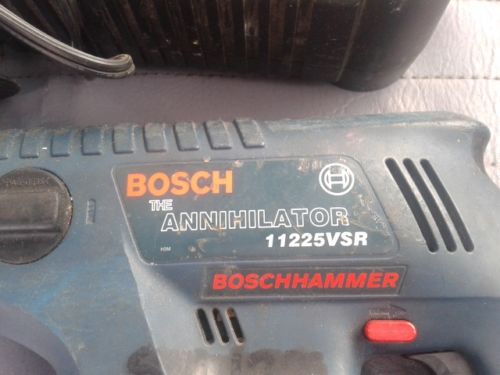 BOSCH
THE
ANNIHILATOR
11225VSR
BOSCHHAMMER